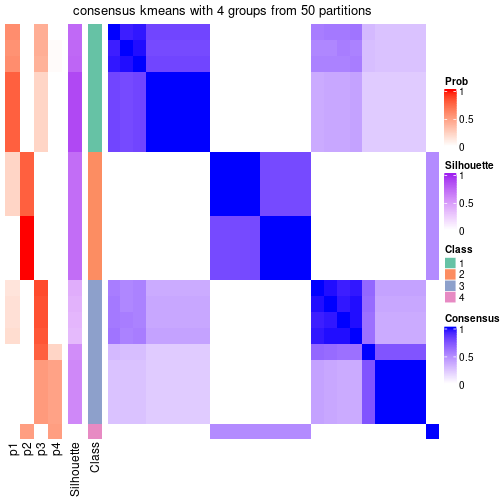 consensus kmeans with 4 groups from 50 partitions
Prob
1
0.5
0
Silhouette
1
0.5
0
Class
1
2
3
4
Consensus
1
0.5
0
p1
p2
p3
p4
Silhouette
Class